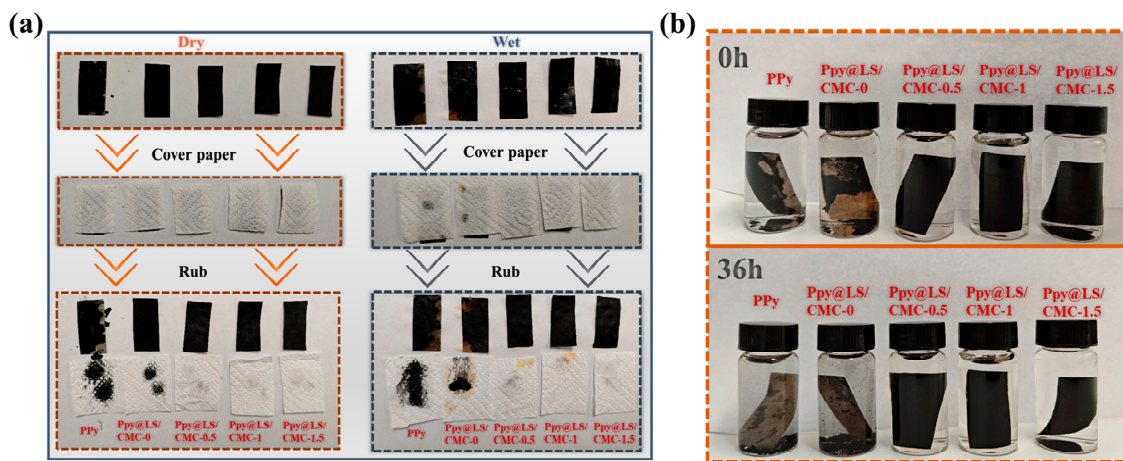 (a)
Dry
Wet
Cover paper
Cover paper
Rub
Rub
PPy
Ppy@LS/
CMC-0
Ppy@LS/
CMC-0.5
Ppy@LS/
CMC-1
Ppy@LS/
CMC-1.5
PPy
Ppy@LS/
CMC-0
Ppy@LS/
CMC-0.5
Ppy@LS/
CMC-1
Ppy@LS/
CMC-1.5
(b)
0h
PPy
Ppy@LS/
CMC-0
Ppy@LS/
CMC-0.5
Ppy@LS/
CMC-1
Ppy@LS/
CMC-1.5
36h
PPy
Ppy@LS/
CMC-0
Ppy@LS/
CMC-0.5
Ppy@LS/
CMC-1
Ppy@LS/
CMC-1.5